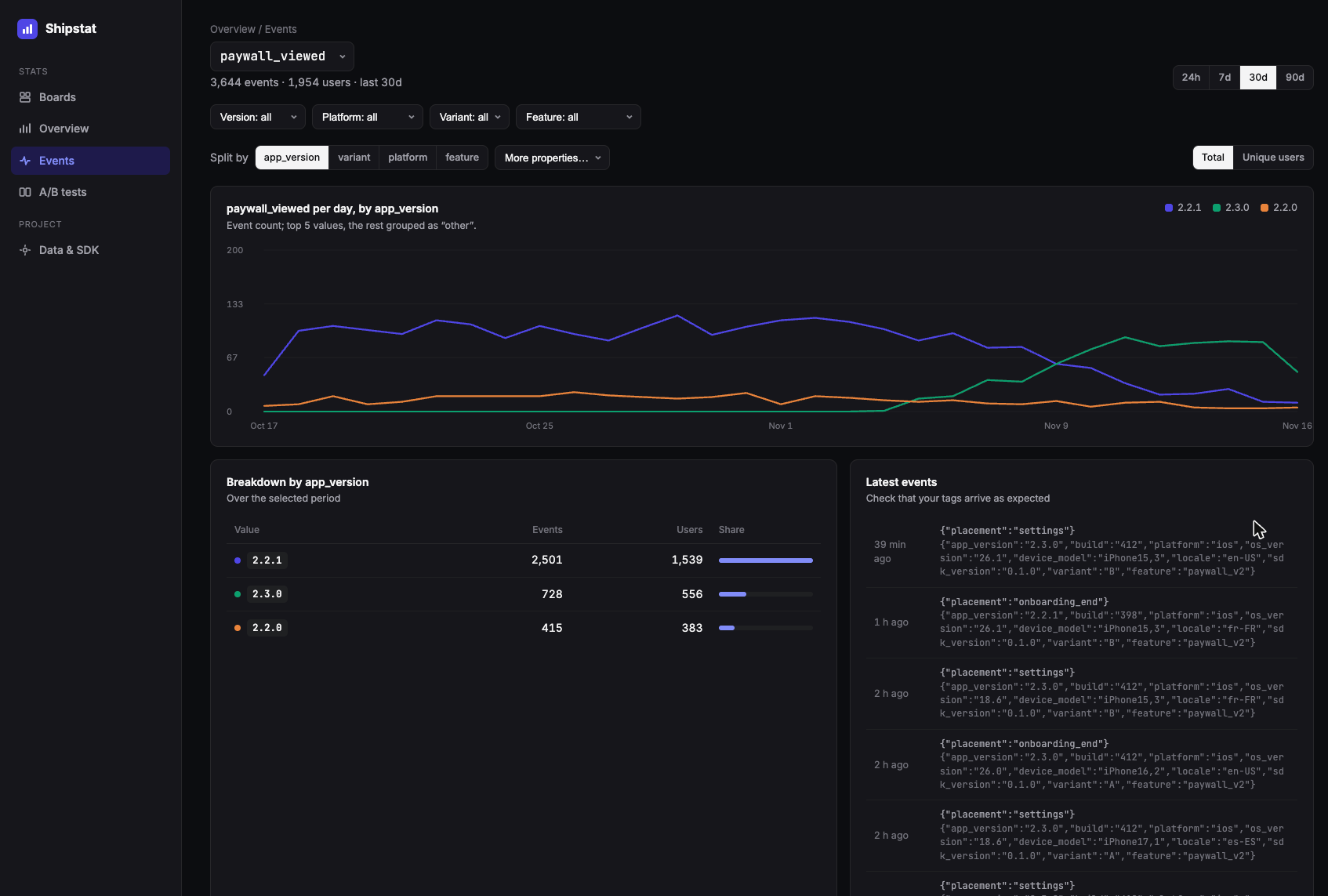 Shipstat
STATS
Boards
Overview
Events
A/B tests
PROJECT
Data & SDK
Overview / Events
paywall_viewed
3,644 events · 1,954 users · last 30d
24h 7d 30d 90d
Version: all Platform: all Variant: all Feature: all
Split by app_version variant platform feature More properties…
Total Unique users
paywall_viewed per day, by app_version
Event count; top 5 values, the rest grouped as “other”.
2.2.1 2.3.0 2.2.0
200
133
67
0
Oct 17 Oct 25 Nov 1 Nov 9 Nov 16
Breakdown by app_version
Over the selected period
Value Events Users Share
2.2.1 2,501 1,539
2.3.0 728 556
2.2.0 415 383
Latest events
Check that your tags arrive as expected
39 min
ago
{"placement":"settings"}
{"app_version":"2.3.0","build":"412","platform":"ios","os_ver
sion":"26.1","device_model":"iPhone15,3","locale":"en-US","sd
k_version":"0.1.0","variant":"B","feature":"paywall_v2"}
1 h ago
{"placement":"onboarding_end"}
{"app_version":"2.2.1","build":"398","platform":"ios","os_ver
sion":"26.1","device_model":"iPhone15,3","locale":"fr-FR","sd
k_version":"0.1.0","variant":"B","feature":"paywall_v2"}
2 h ago
{"placement":"settings"}
{"app_version":"2.3.0","build":"412","platform":"ios","os_ver
sion":"18.6","device_model":"iPhone15,3","locale":"fr-FR","sd
k_version":"0.1.0","variant":"B","feature":"paywall_v2"}
2 h ago
{"placement":"onboarding_end"}
{"app_version":"2.3.0","build":"412","platform":"ios","os_ver
sion":"26.0","device_model":"iPhone16,2","locale":"en-US","sd
k_version":"0.1.0","variant":"A","feature":"paywall_v2"}
2 h ago
{"placement":"settings"}
{"app_version":"2.3.0","build":"412","platform":"ios","os_ver
sion":"18.6","device_model":"iPhone17,1","locale":"es-ES","sd
k_version":"0.1.0","variant":"A","feature":"paywall_v2"}
{"placement":"settings"}